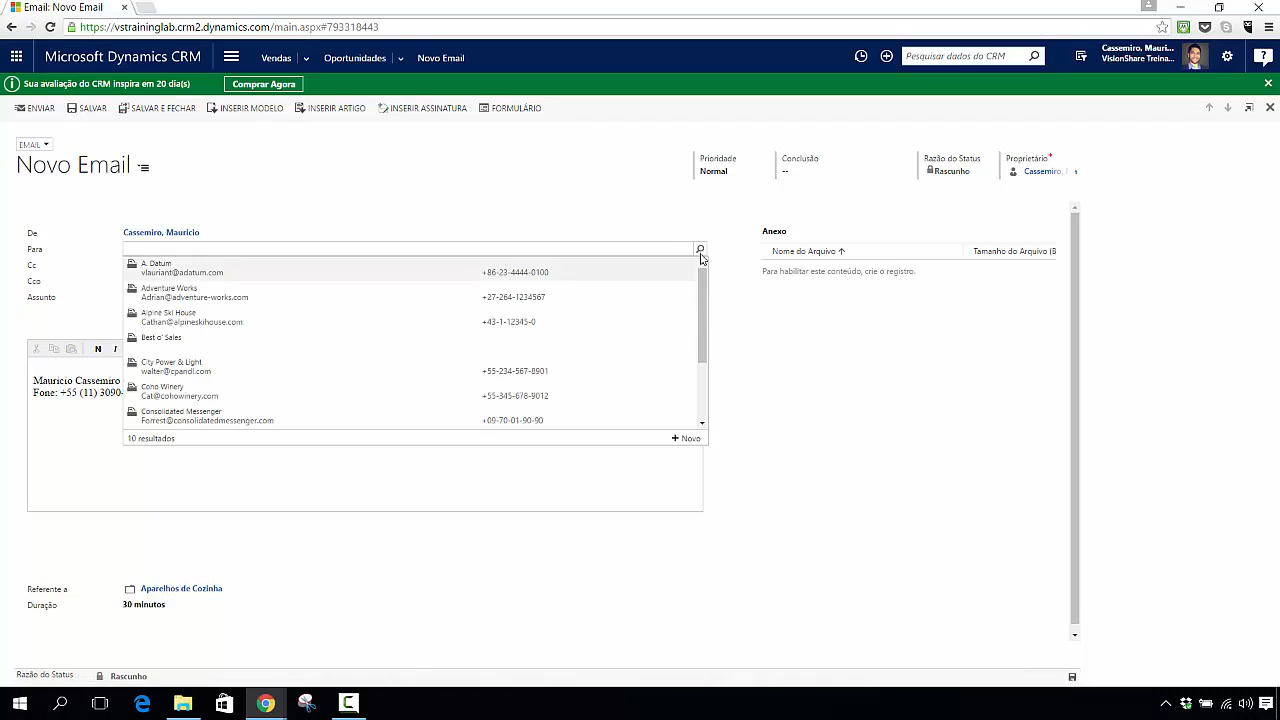 Email: Novo Email
https://vstraininglab.crm2.dynamics.com/main.aspx#793318443
Microsoft Dynamics CRM
Vendas
Oportunidades
Novo Email
Pesquisar dados do CRM
Cassemiro, Mauri...
VisionShare Treina...
Sua avaliação do CRM inspira em 20 dia(s)
Comprar Agora
ENVIAR
SALVAR
SALVAR E FECHAR
INSERIR MODELO
INSERIR ARTIGO
INSERIR ASSINATURA
FORMULÁRIO
EMAIL
Novo Email
Prioridade
Normal
Conclusão
--
Razão do Status
Rascunho
Proprietário*
Cassemiro,
De
Cassemiro, Mauricio
Para
Cc
Cco
Assunto
A. Datum
vlauriant@adatum.com
+86-23-4444-0100
Adventure Works
Adrian@adventure-works.com
+27-264-1234567
Alpine Ski House
Cathan@alpineskihouse.com
+43-1-12345-0
Best o' Sales
City Power & Light
walter@cpandl.com
+55-234-567-8901
Coho Winery
Cat@cohowinery.com
+55-345-678-9012
Consolidated Messenger
Forrest@consolidatedmessenger.com
+09-70-01-90-90
10 resultados
+ Novo
Anexo
Nome do Arquivo ↑
Tamanho do Arquivo (B
Para habilitar este conteúdo, crie o registro.
N I
Mauricio Cassemiro
Fone: +55 (11) 3090-
Referente a
Aparelhos de Cozinha
Duração
30 minutos
Razão do Status
Rascunho